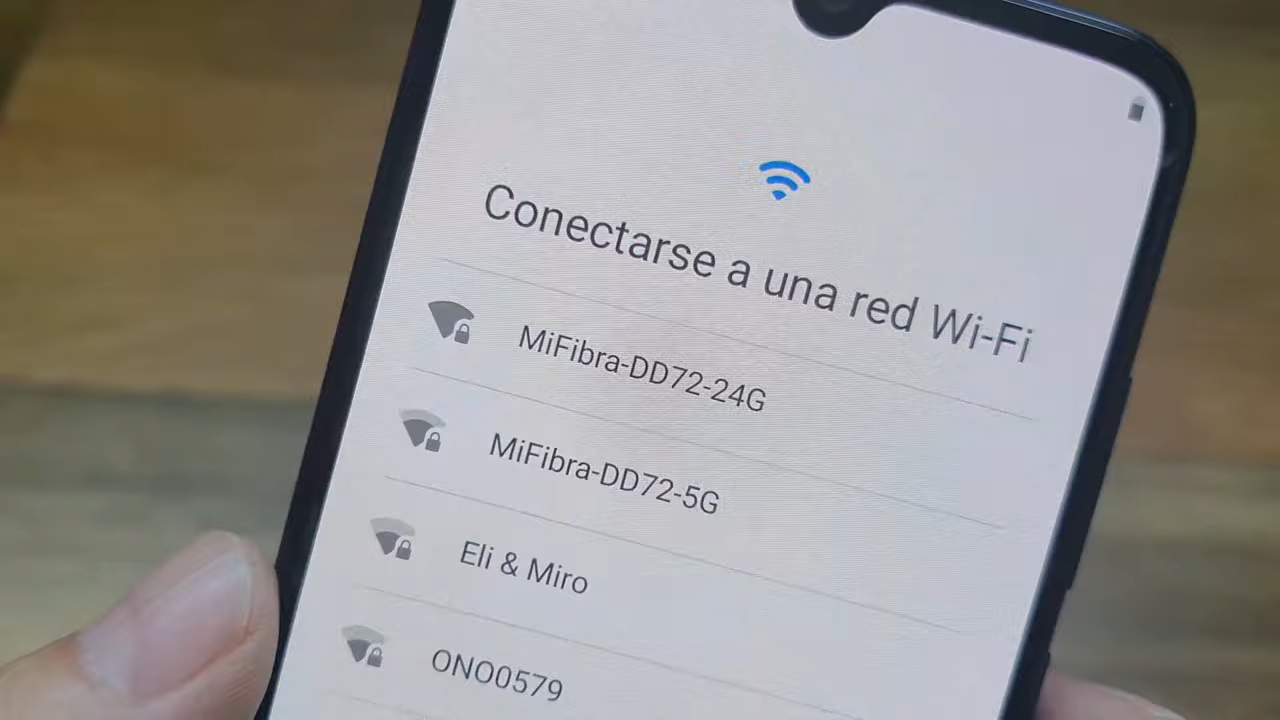 Conectarse a una red Wi-Fi
MiFibra-DD72-24G
MiFibra-DD72-5G
Eli & Miro
ONO0579